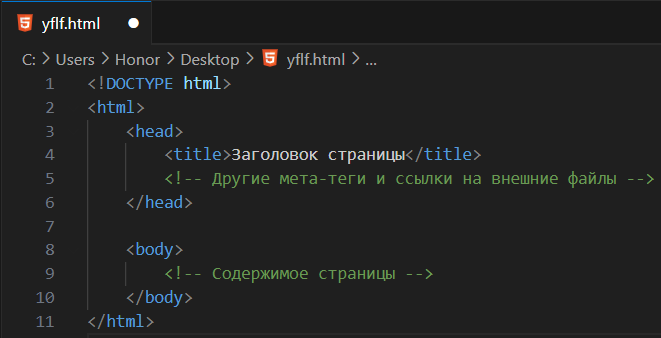 yflf.html
C: > Users > Honor > Desktop > yflf.html > ...
1 <!DOCTYPE html>
2 <html>
3     <head>
4         <title>Заголовок страницы</title>
5         <!-- Другие мета-теги и ссылки на внешние файлы -->
6     </head>
7
8     <body>
9         <!-- Содержимое страницы -->
10     </body>
11 </html>